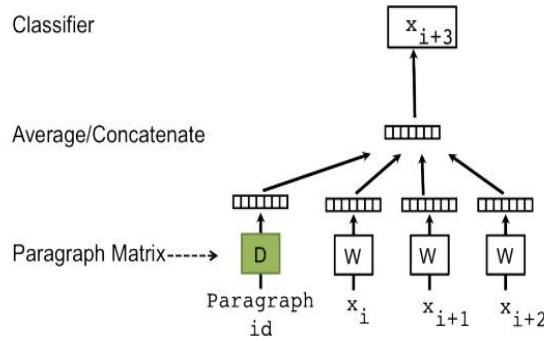 Classifier
x_{i+3}
Average/Concatenate
Paragraph Matrix
D
W
W
W
Paragraph
id
x_i
x_{i+1}
x_{i+2}